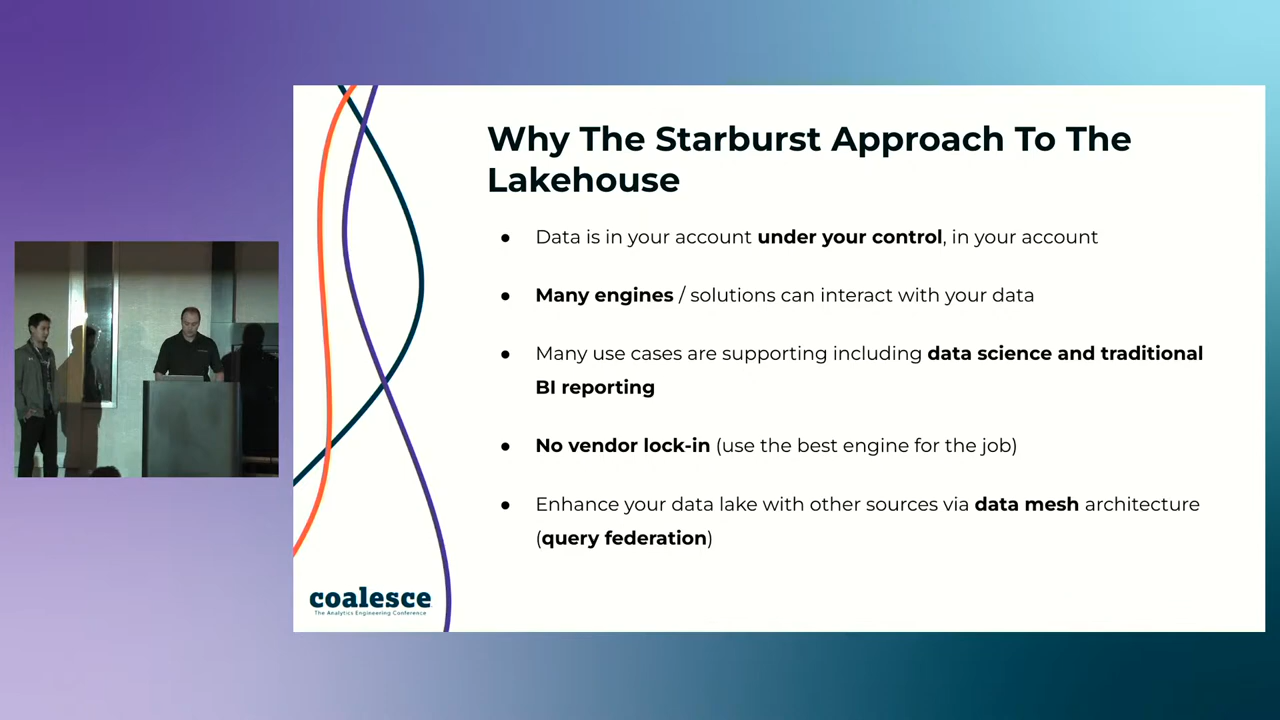 Why The Starburst Approach To The
Lakehouse
● Data is in your account under your control, in your account
● Many engines / solutions can interact with your data
● Many use cases are supporting including data science and traditional
BI reporting
● No vendor lock-in (use the best engine for the job)
● Enhance your data lake with other sources via data mesh architecture
(query federation)
coalesce
The Analytics Engineering Conference